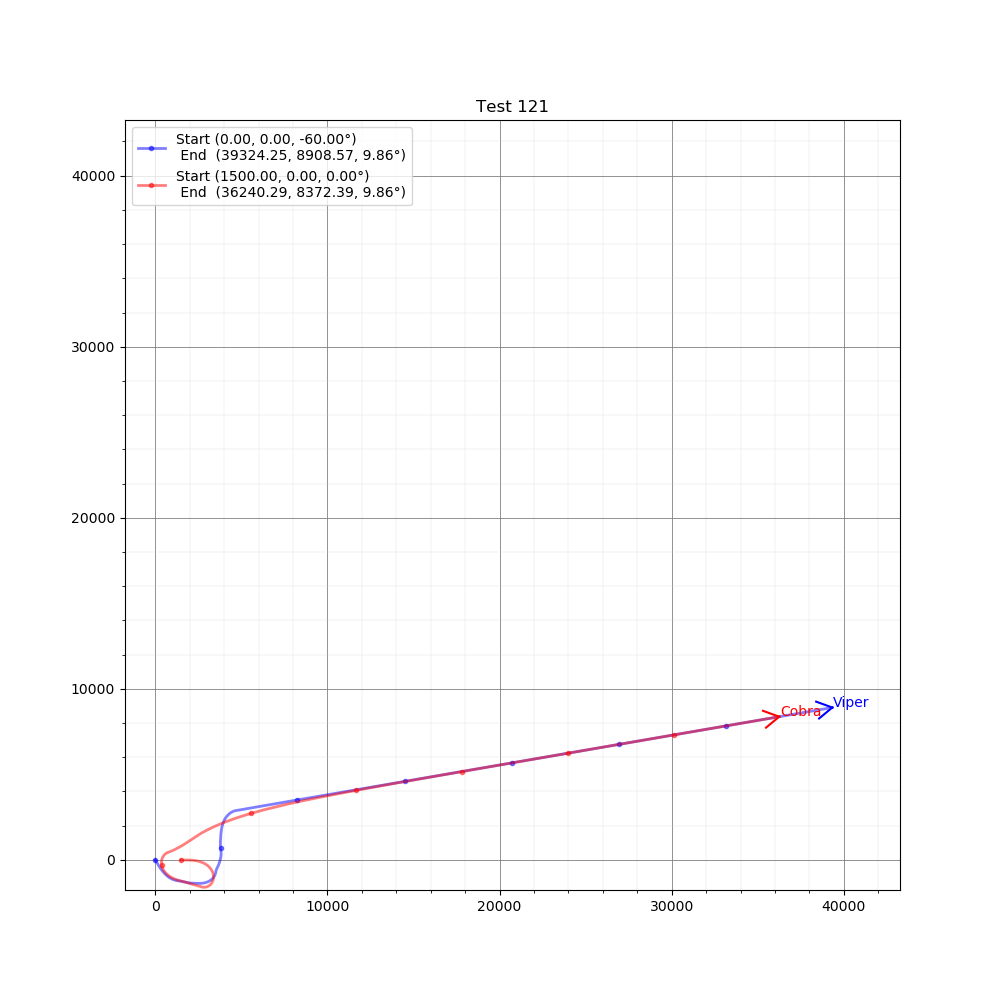 Test 121
Start (0.00, 0.00, -60.00°)
End  (39324.25, 8908.57, 9.86°)
Start (1500.00, 0.00, 0.00°)
End  (36240.29, 8372.39, 9.86°)
40000
30000
20000
10000
0
Viper
Cobra
0
10000
20000
30000
40000